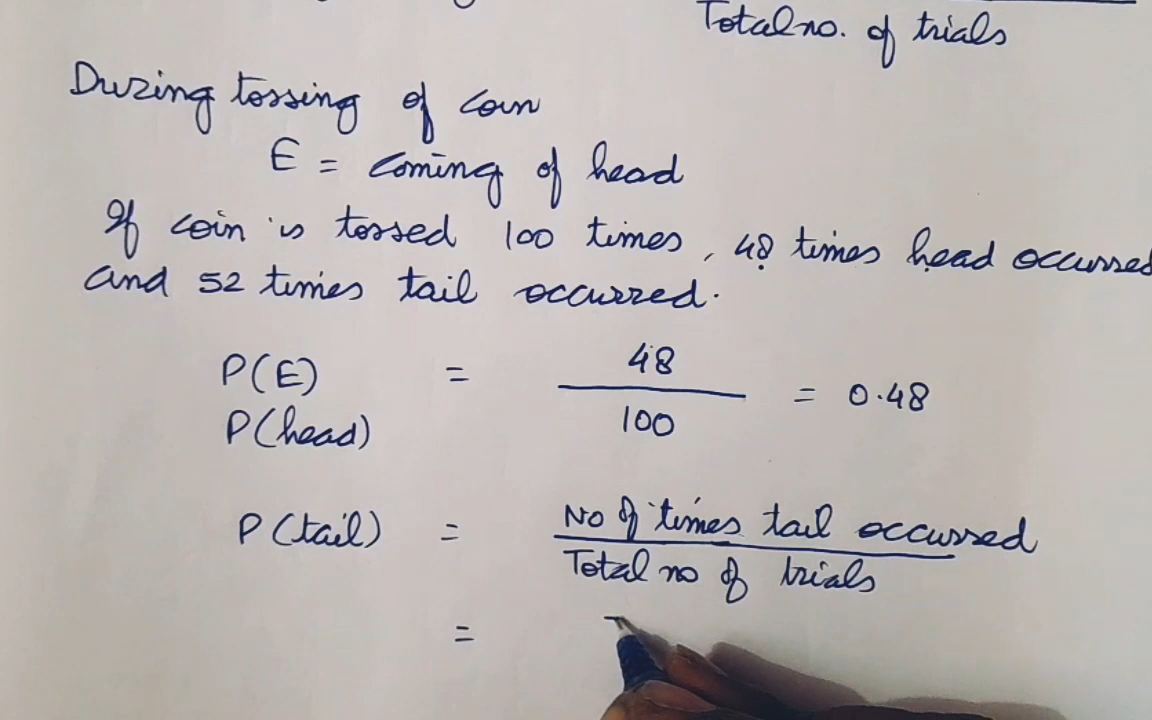 Total no. of trials
During tossing of coin
E = coming of head
If coin is tossed 100 times, 48 times head occurred
and 52 times tail occurred.
P(E) = 48/100 = 0.48
P(head)
P(tail) = No of times tail occurred
Total no of trials
=